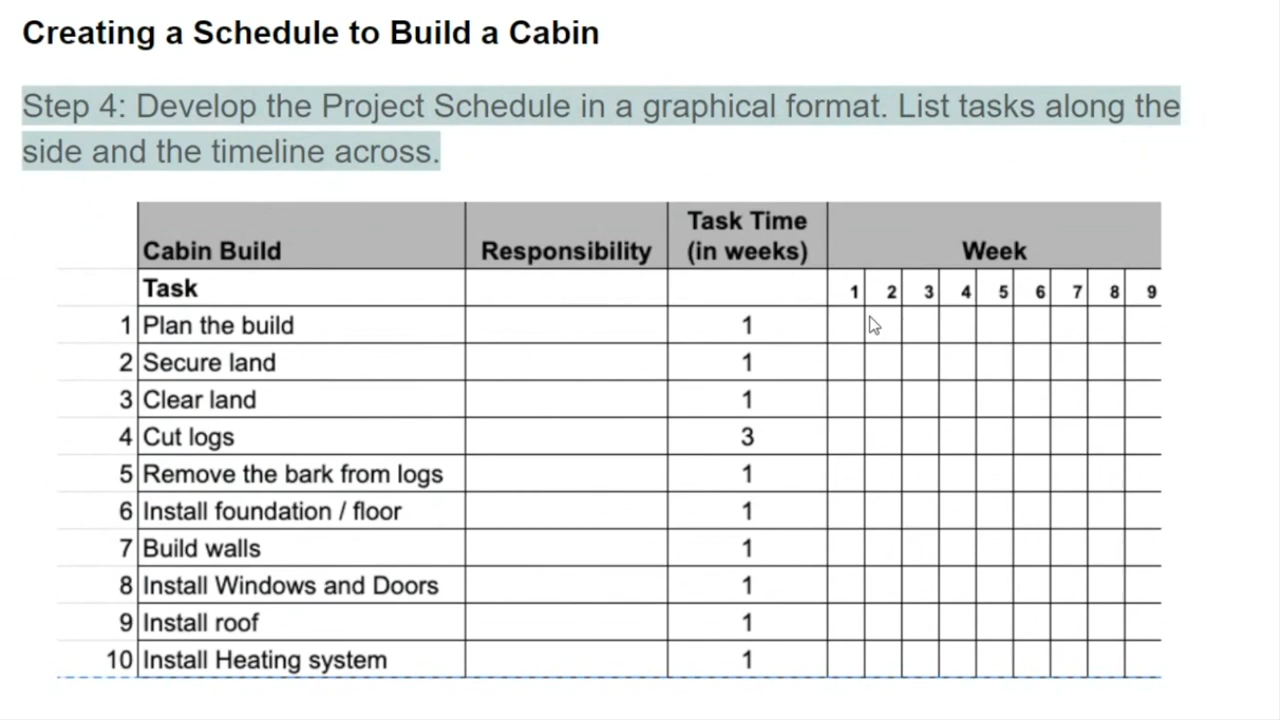 Creating a Schedule to Build a Cabin
Step 4: Develop the Project Schedule in a graphical format. List tasks along the
side and the timeline across.
Cabin Build Responsibility Task Time (in weeks) Week
Task 1 2 3 4 5 6 7 8 9
1 Plan the build 1
2 Secure land 1
3 Clear land 1
4 Cut logs 3
5 Remove the bark from logs 1
6 Install foundation / floor 1
7 Build walls 1
8 Install Windows and Doors 1
9 Install roof 1
10 Install Heating system 1